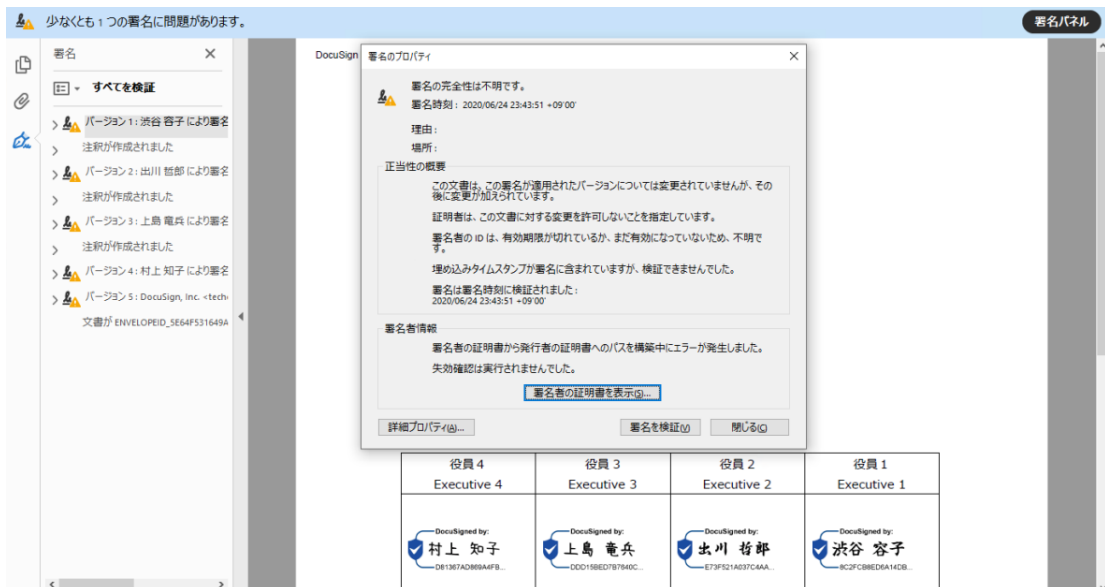 少なくとも1つの署名に問題があります。
署名パネル
署名
すべてを検証
バージョン 1 : 渋谷 容子 により署名
注釈が作成されました
バージョン 2 : 出川 哲郎 により署名
注釈が作成されました
バージョン 3 : 上島 竜兵 により署名
注釈が作成されました
バージョン 4 : 村上 知子 により署名
バージョン 5 : DocuSign, Inc. <tech
文書が ENVELOPEID_5E64F531649A
DocuSign
署名のプロパティ
署名の完全性は不明です。
署名時刻 : 2020/06/24 23:43:51 +09'00'
理由 :
場所 :
正当性の概要
この文書は、この署名が適用されたバージョンについては変更されていませんが、その
後に変更が加えられています。
証明者は、この文書に対する変更を許可しないことを指定しています。
署名者の ID は、有効期限が切れているか、まだ有効になっていないため、不明で
す。
埋め込みタイムスタンプが署名に含まれていますが、検証できませんでした。
署名は署名時刻に検証されました :
2020/06/24 23:43:51 +09'00'
署名者情報
署名者の証明書から発行者の証明書へのパスを構築中にエラーが発生しました。
失効確認は実行されませんでした。
署名者の証明書を表示(S)...
詳細プロパティ(A)...
署名を検証(V)
閉じる(C)
役員 4 役員 3 役員 2 役員 1
Executive 4 Executive 3 Executive 2 Executive 1
DocuSigned by: DocuSigned by: DocuSigned by: DocuSigned by:
村上 知子 上島 竜兵 出川 哲郎 渋谷 容子
D81367AD869A4FB... DDD15BED7B7640C... E73F521A037C4AA... 8C2FCB8ED6A14DB...